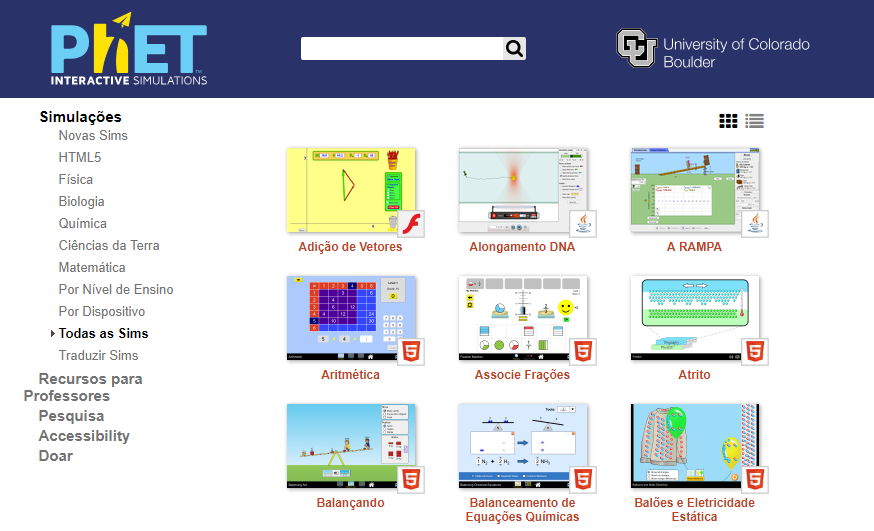 PhET
INTERACTIVE SIMULATIONS
University of Colorado
Boulder
Simulações
Novas Sims
HTML5
Física
Biologia
Química
Ciências da Terra
Matemática
Por Nível de Ensino
Por Dispositivo
Todas as Sims
Traduzir Sims
Recursos para
Professores
Pesquisa
Accessibility
Doar
Adição de Vetores
Alongamento DNA
A RAMPA
Aritmética
Associe Frações
Atrito
Balançando
Balanceamento de
Equações Químicas
Balões e Eletricidade
Estática